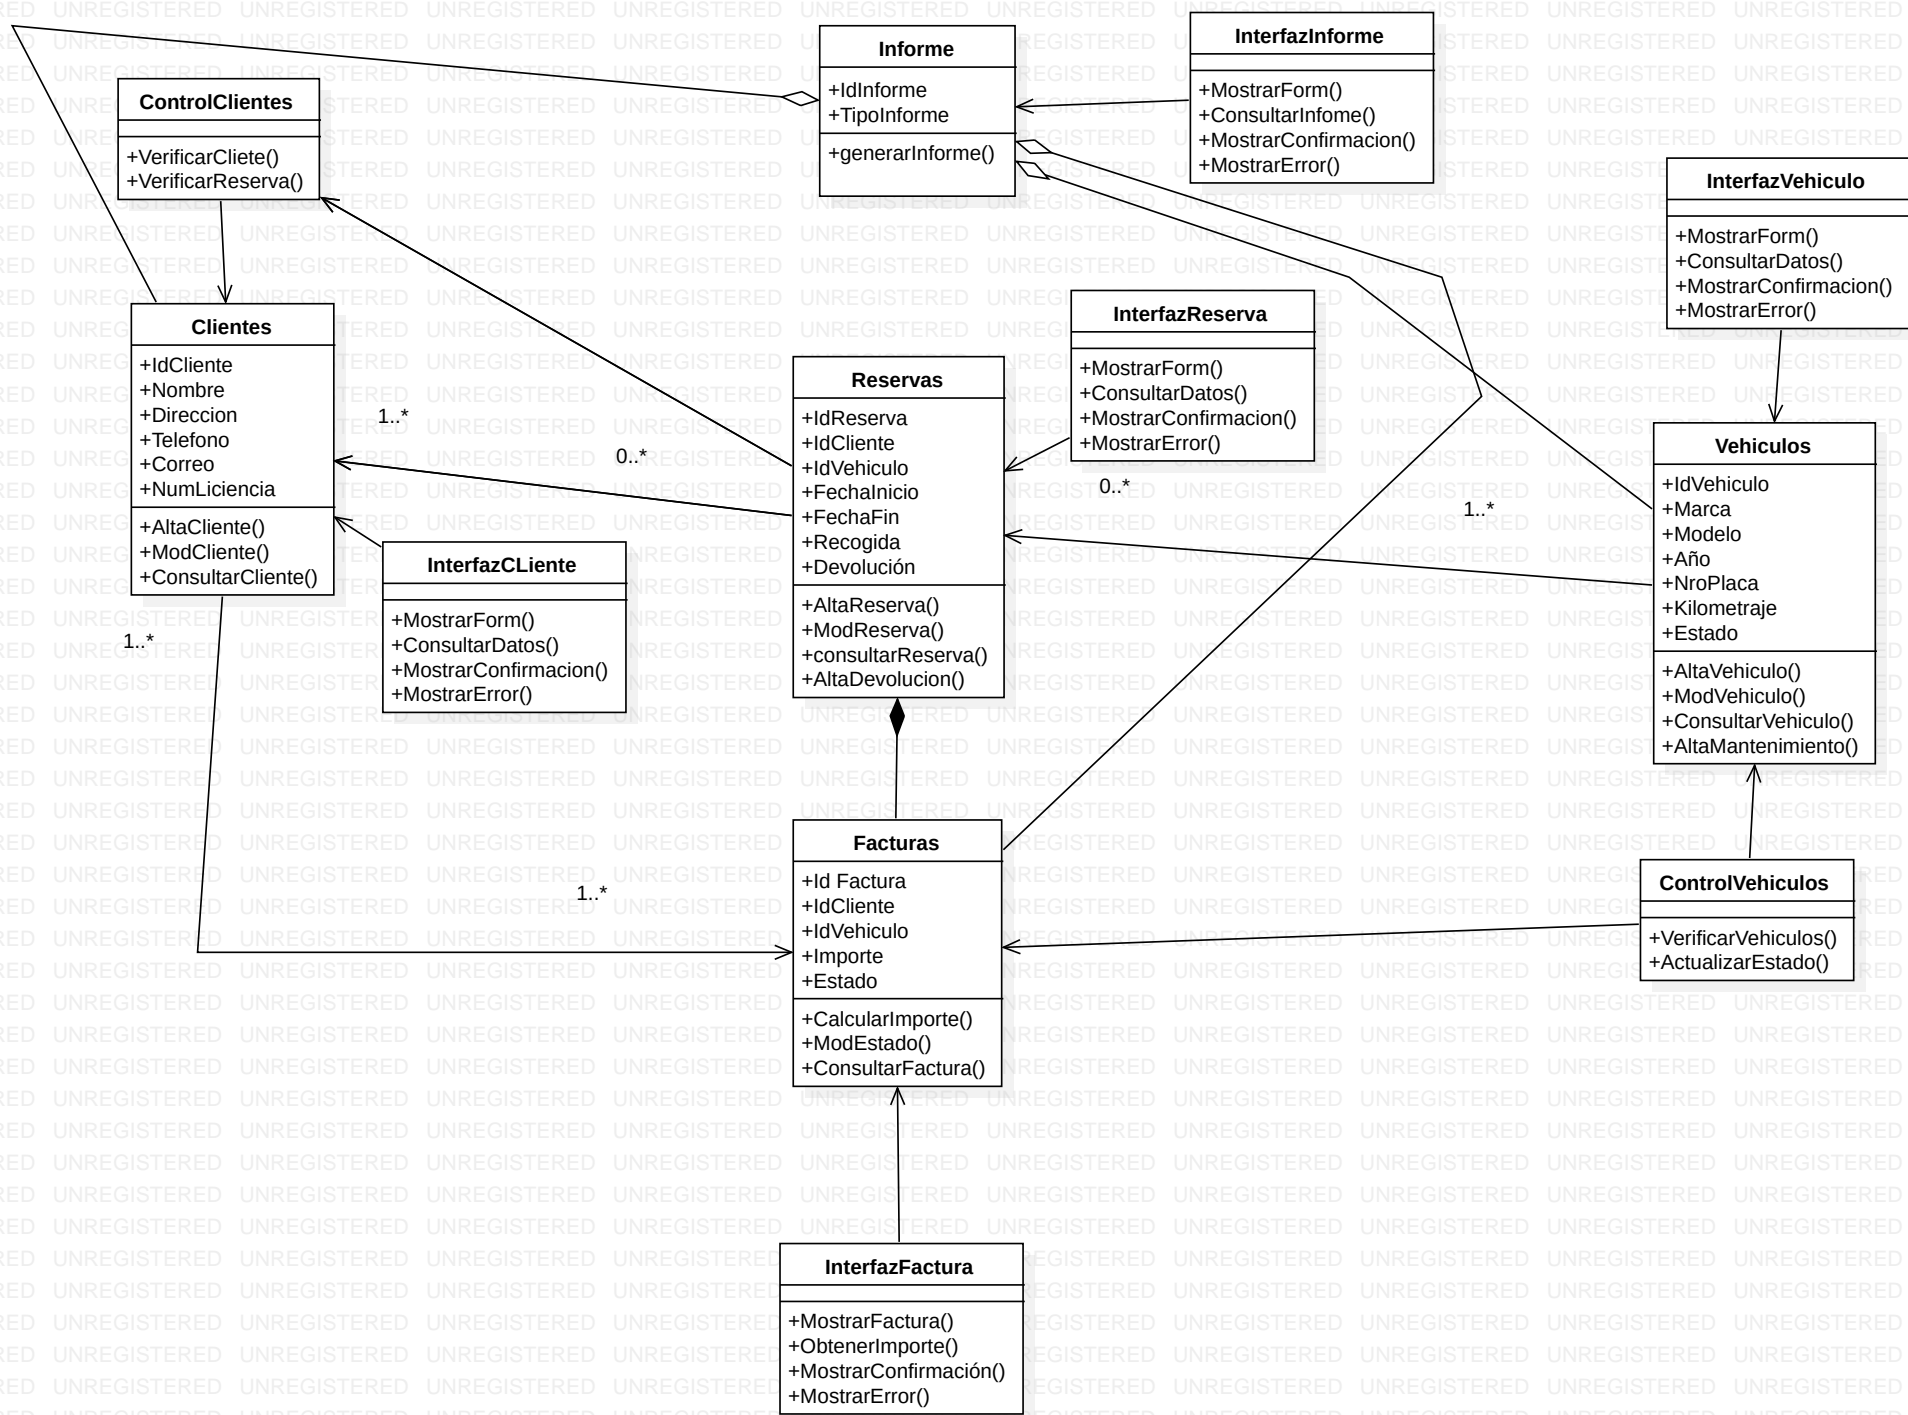 Informe
+IdInforme
+TipoInforme
+generarInforme()
InterfazInforme
+MostrarForm()
+ConsultarInfome()
+MostrarConfirmacion()
+MostrarError()
ControlClientes
+VerificarCliete()
+VerificarReserva()
InterfazVehiculo
+MostrarForm()
+ConsultarDatos()
+MostrarConfirmacion()
+MostrarError()
Clientes
+IdCliente
+Nombre
+Direccion
+Telefono
+Correo
+NumLiciencia
+AltaCliente()
+ModCliente()
+ConsultarCliente()
1..*
0..*
Reservas
+IdReserva
+IdCliente
+IdVehiculo
+FechaInicio
+FechaFin
+Recogida
+Devolución
+AltaReserva()
+ModReserva()
+consultarReserva()
+AltaDevolucion()
InterfazReserva
+MostrarForm()
+ConsultarDatos()
+MostrarConfirmacion()
+MostrarError()
0..*
1..*
Vehiculos
+IdVehiculo
+Marca
+Modelo
+Año
+NroPlaca
+Kilometraje
+Estado
+AltaVehiculo()
+ModVehiculo()
+ConsultarVehiculo()
+AltaMantenimiento()
InterfazCLiente
+MostrarForm()
+ConsultarDatos()
+MostrarConfirmacion()
+MostrarError()
1..*
1..*
Facturas
+Id Factura
+IdCliente
+IdVehiculo
+Importe
+Estado
+CalcularImporte()
+ModEstado()
+ConsultarFactura()
ControlVehiculos
+VerificarVehiculos()
+ActualizarEstado()
InterfazFactura
+MostrarFactura()
+ObtenerImporte()
+MostrarConfirmación()
+MostrarError()
UNREGISTERED